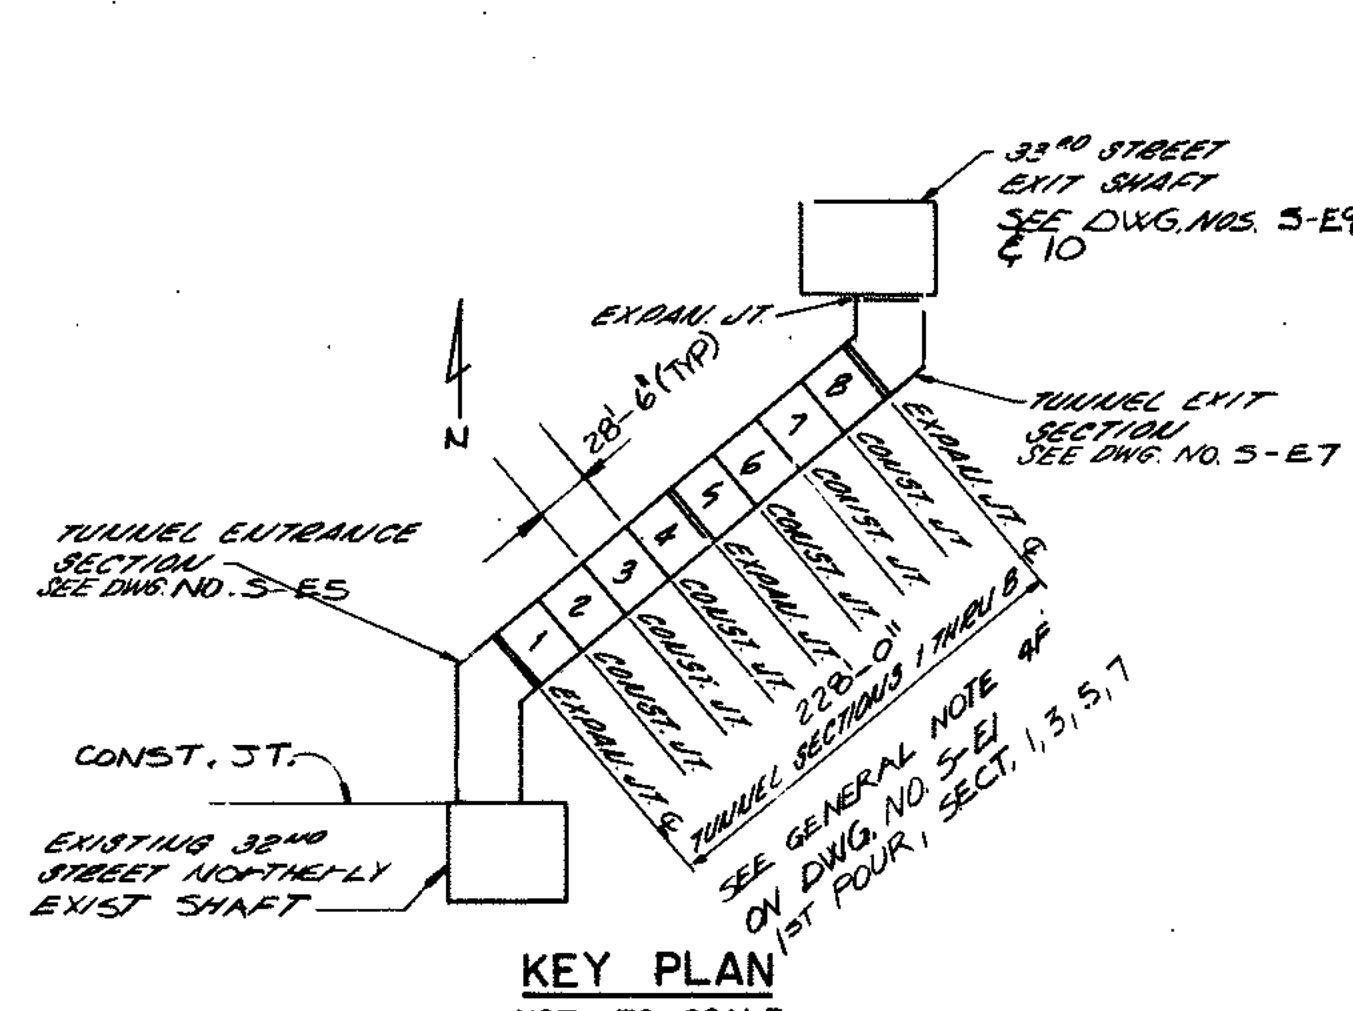 33RD STREET
EXIT SHAFT
SEE DWG. NOS. S-E9
& 10
EXPAN. JT.
28'-6" (TYP)
N
TUNNEL EXIT
SECTION
SEE DWG. NO. S-E7
TUNNEL ENTRANCE
SECTION
SEE DWG. NO. S-E5
1
2
3
4
5
6
7
8
EXPAN. JT. ℄
CONST. JT.
CONST. JT.
CONST. JT.
EXPAN. JT.
CONST. JT.
CONST. JT.
CONST. JT.
EXPAN. JT. ℄
228'-0"
TUNNEL SECTIONS 1 THRU 8
SEE GENERAL NOTE 4F
ON DWG. NO. S-E1
1ST POUR, SECT. 1, 3, 5, 7
CONST. JT.
EXISTING 32ND
STREET NORTHERLY
EXIST SHAFT
KEY PLAN